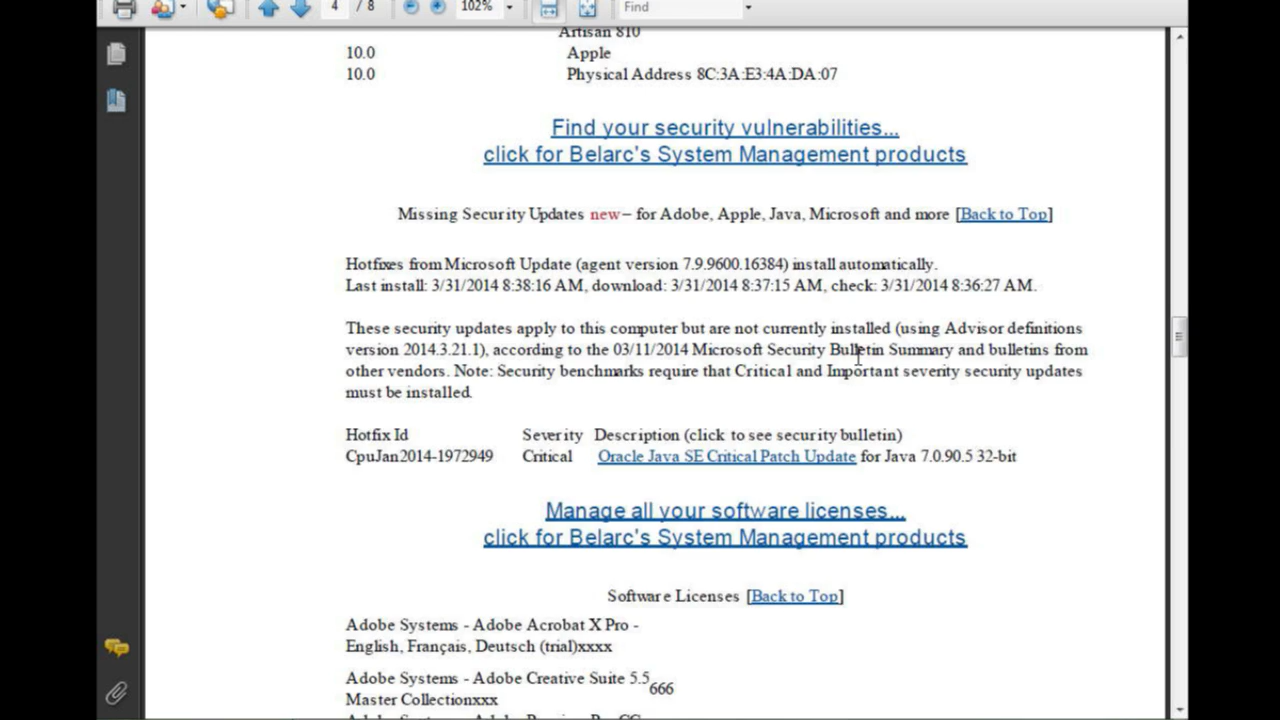 4 / 8
102%
Find
Artisan 810
10.0 Apple
10.0 Physical Address 8C:3A:E3:4A:DA:07
Find your security vulnerabilities...
click for Belarc's System Management products
Missing Security Updates new – for Adobe, Apple, Java, Microsoft and more [Back to Top]
Hotfixes from Microsoft Update (agent version 7.9.9600.16384) install automatically.
Last install: 3/31/2014 8:38:16 AM, download: 3/31/2014 8:37:15 AM, check: 3/31/2014 8:36:27 AM.
These security updates apply to this computer but are not currently installed (using Advisor definitions
version 2014.3.21.1), according to the 03/11/2014 Microsoft Security Bulletin Summary and bulletins from
other vendors. Note: Security benchmarks require that Critical and Important severity security updates
must be installed.
Hotfix Id Severity Description (click to see security bulletin)
CpuJan2014-1972949 Critical Oracle Java SE Critical Patch Update for Java 7.0.90.5 32-bit
Manage all your software licenses...
click for Belarc's System Management products
Software Licenses [Back to Top]
Adobe Systems - Adobe Acrobat X Pro -
English, Français, Deutsch (trial)xxxx
Adobe Systems - Adobe Creative Suite 5.5
666
Master Collectionxxx
Adobe Systems - Adobe Premiere Pro CC